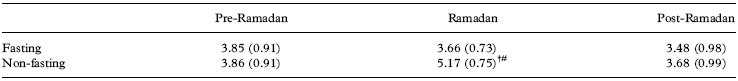 Pre-Ramadan Ramadan Post-Ramadan
Fasting 3.85 (0.91) 3.66 (0.73) 3.48 (0.98)
Non-fasting 3.86 (0.91) 5.17 (0.75)†# 3.68 (0.99)